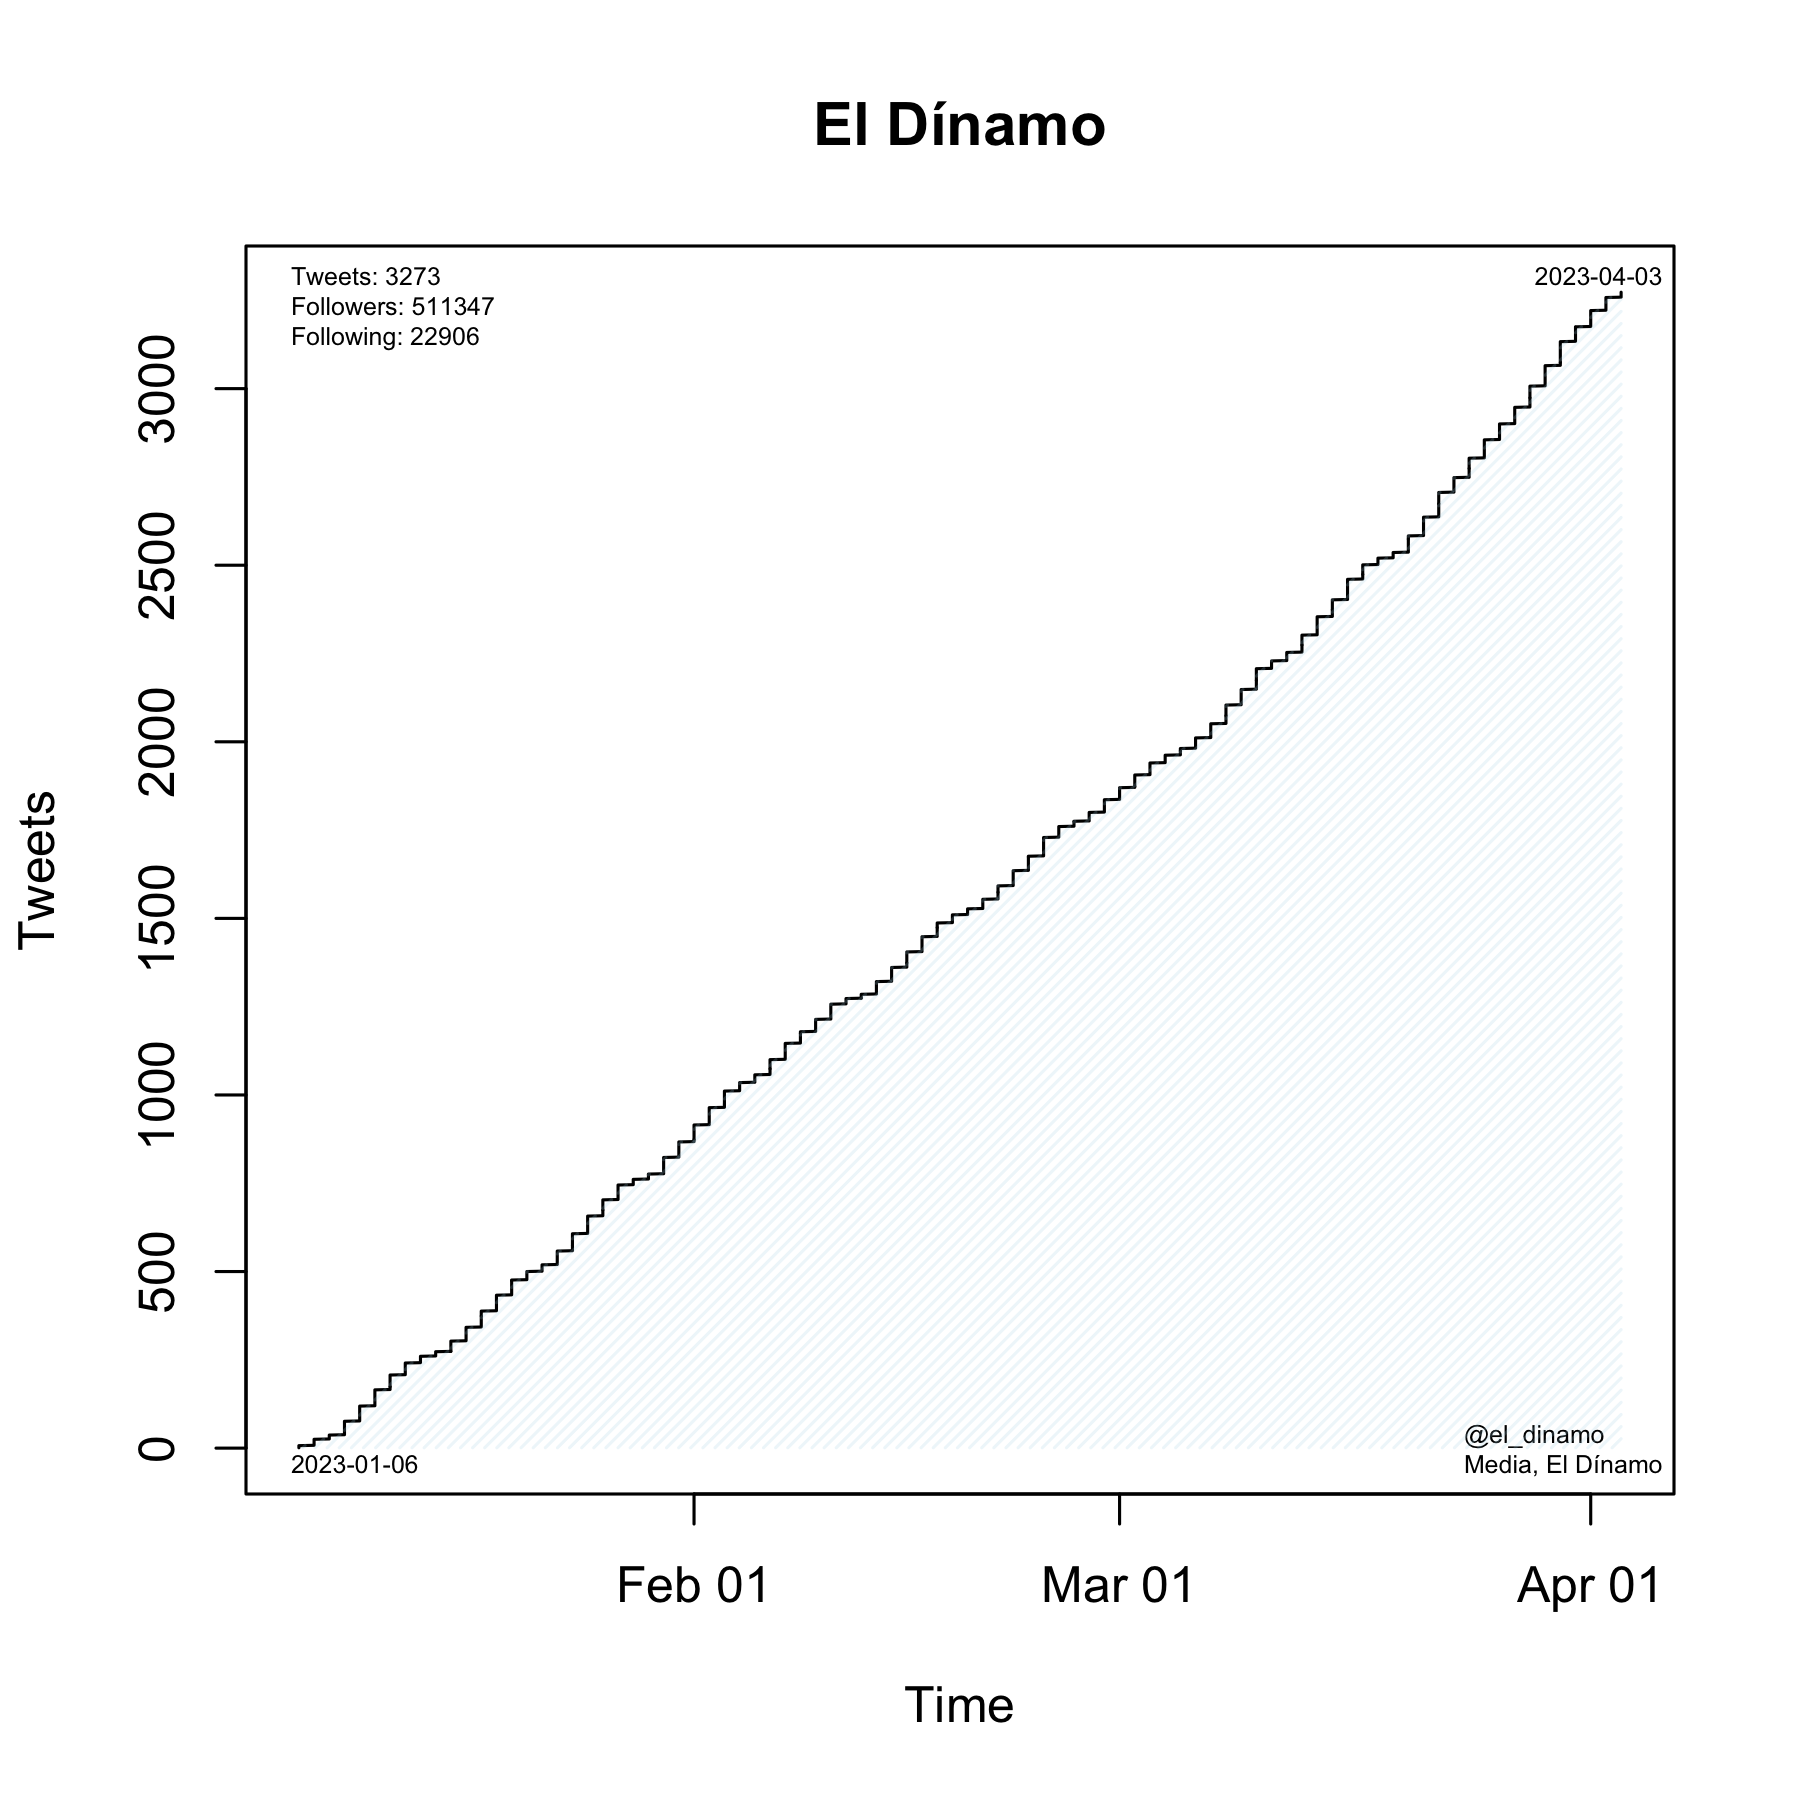 El Dínamo
Tweets: 3273
Followers: 511347
Following: 22906
2023-04-03
Tweets
3000
2500
2000
1500
1000
500
0
2023-01-06
@el_dinamo
Media, El Dínamo
Feb 01
Mar 01
Apr 01
Time